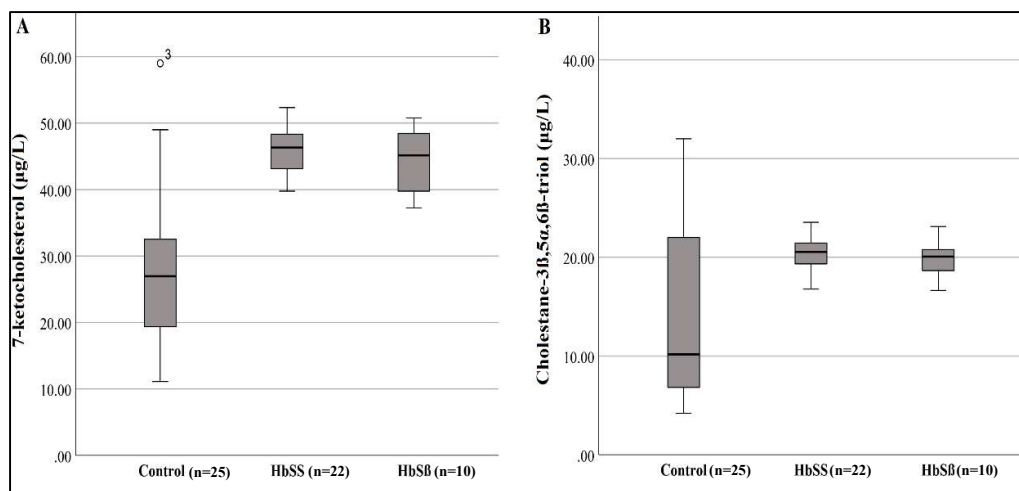 A
7-ketocholesterol (µg/L)
60.00
50.00
40.00
30.00
20.00
10.00
.00
3
Control (n=25)
HbSS (n=22)
HbSß (n=10)
B
Cholestane-3ß,5α,6ß-triol (µg/L)
40.00
30.00
20.00
10.00
.00
Control (n=25)
HbSS (n=22)
HbSß (n=10)